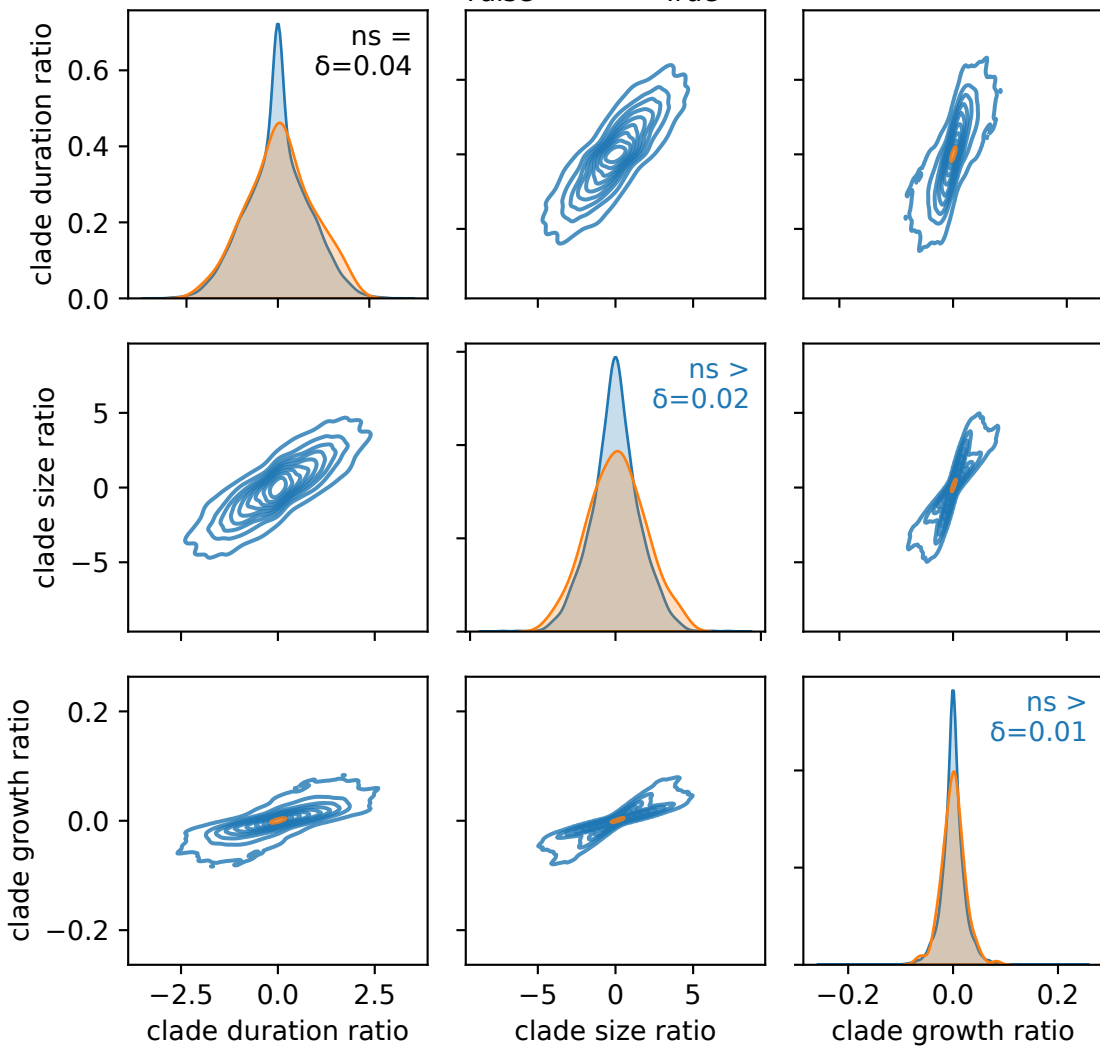 clade duration ratio
0.6
0.4
0.2
0.0
ns =
δ=0.04
clade size ratio
5
0
−5
ns >
δ=0.02
clade growth ratio
0.2
0.0
−0.2
ns >
δ=0.01
−2.5 0.0 2.5
−5 0 5
−0.2 0.0 0.2
clade duration ratio
clade size ratio
clade growth ratio